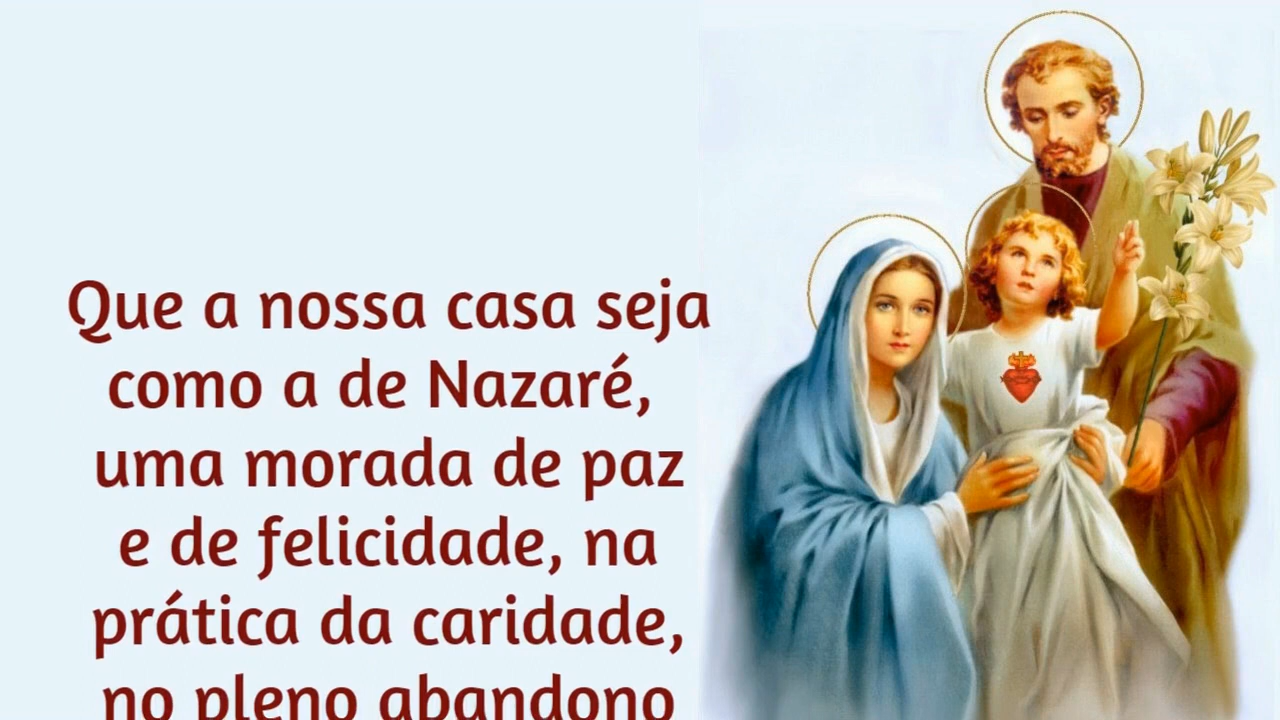 Que a nossa casa seja
como a de Nazaré,
uma morada de paz
e de felicidade, na
prática da caridade,
no pleno abandono